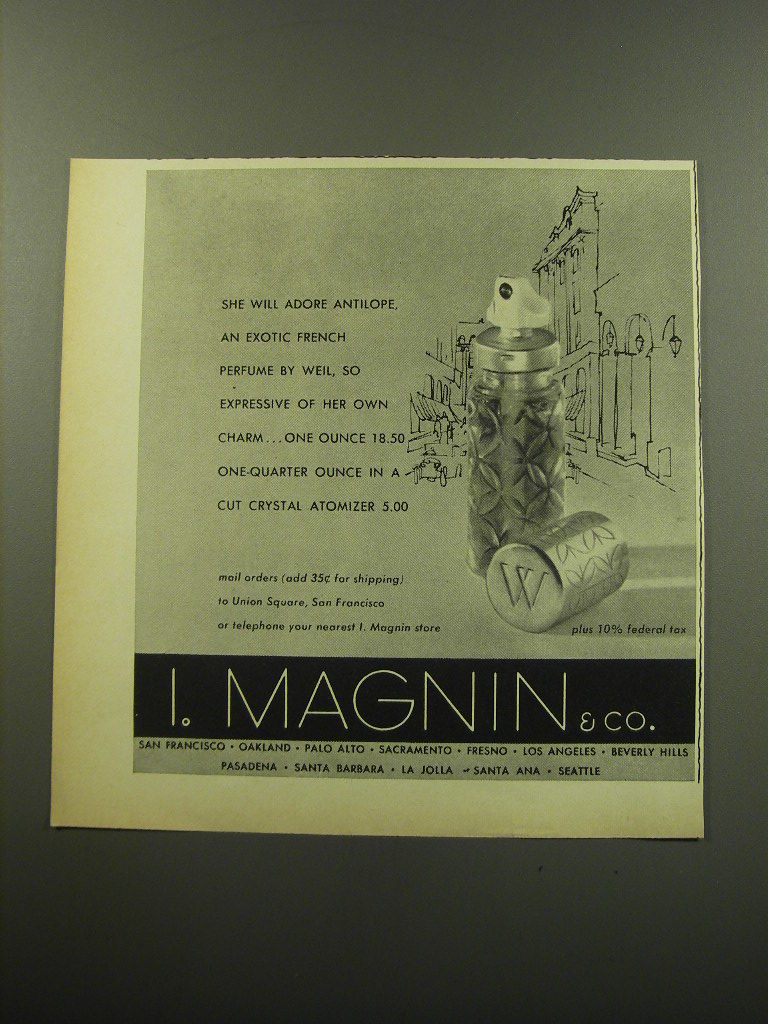 SHE WILL ADORE ANTILOPE,
AN EXOTIC FRENCH
PERFUME BY WEIL, SO
EXPRESSIVE OF HER OWN
CHARM...ONE OUNCE 18.50
ONE-QUARTER OUNCE IN A
CUT CRYSTAL ATOMIZER 5.00
mail orders (add 35¢ for shipping)
to Union Square, San Francisco
or telephone your nearest I. Magnin store
plus 10% federal tax
W
I. MAGNIN & CO.
SAN FRANCISCO • OAKLAND • PALO ALTO • SACRAMENTO • FRESNO • LOS ANGELES • BEVERLY HILLS
PASADENA • SANTA BARBARA • LA JOLLA • SANTA ANA • SEATTLE